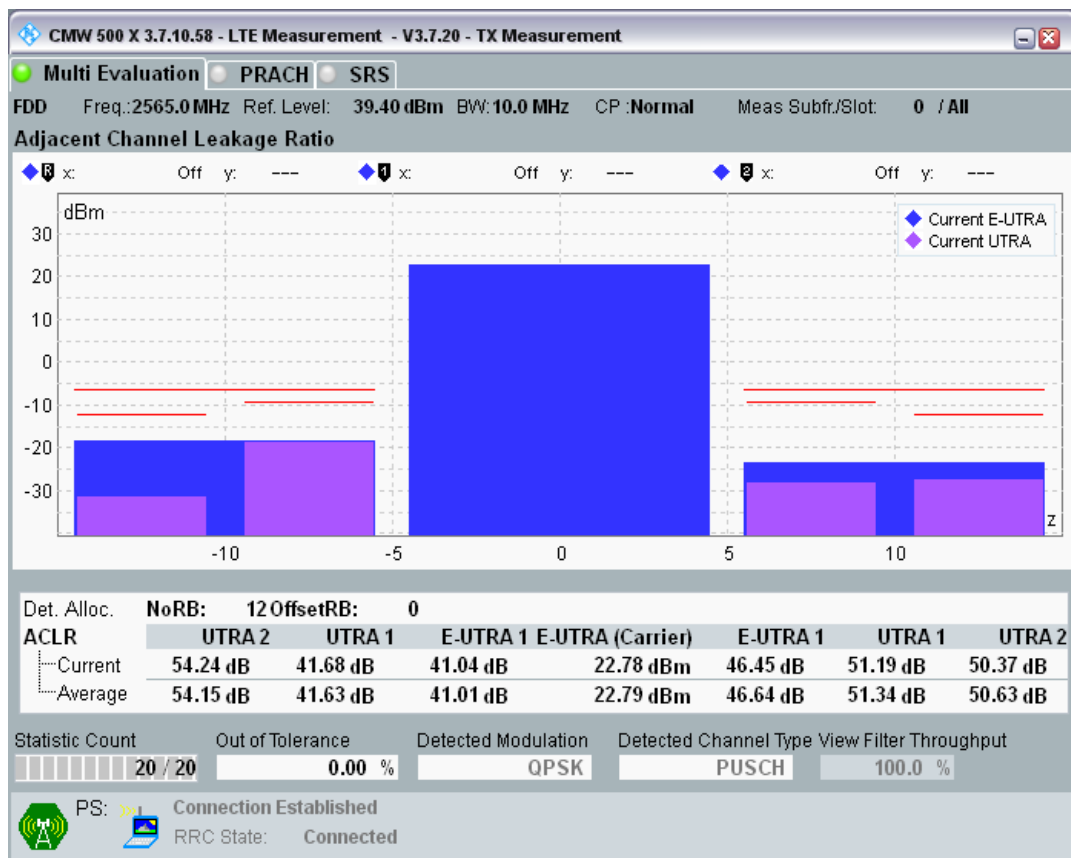 CMW 500 X 3.7.10.58 - LTE Measurement - V3.7.20 - TX Measurement
Multi Evaluation PRACH SRS
FDD Freq.:2565.0 MHz Ref. Level: 39.40 dBm BW:10.0 MHz CP :Normal Meas Subfr./Slot: 0 / All
Adjacent Channel Leakage Ratio
R x: Off y: --- 1 x: Off y: --- 2 x: Off y: ---
dBm
Current E-UTRA
Current UTRA
30
20
10
0
-10
-20
-30
z
-10 -5 0 5 10
Det. Alloc. NoRB: 12 OffsetRB: 0
ACLR UTRA 2 UTRA 1 E-UTRA 1 E-UTRA (Carrier) E-UTRA 1 UTRA 1 UTRA 2
Current 54.24 dB 41.68 dB 41.04 dB 22.78 dBm 46.45 dB 51.19 dB 50.37 dB
Average 54.15 dB 41.63 dB 41.01 dB 22.79 dBm 46.64 dB 51.34 dB 50.63 dB
Statistic Count Out of Tolerance Detected Modulation Detected Channel Type View Filter Throughput
20 / 20 0.00 % QPSK PUSCH 100.0 %
PS: Connection Established
RRC State: Connected